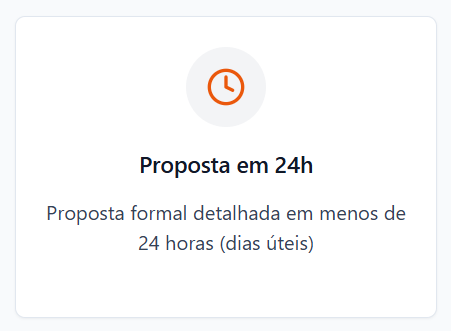 Proposta em 24h
Proposta formal detalhada em menos de
24 horas (dias úteis)